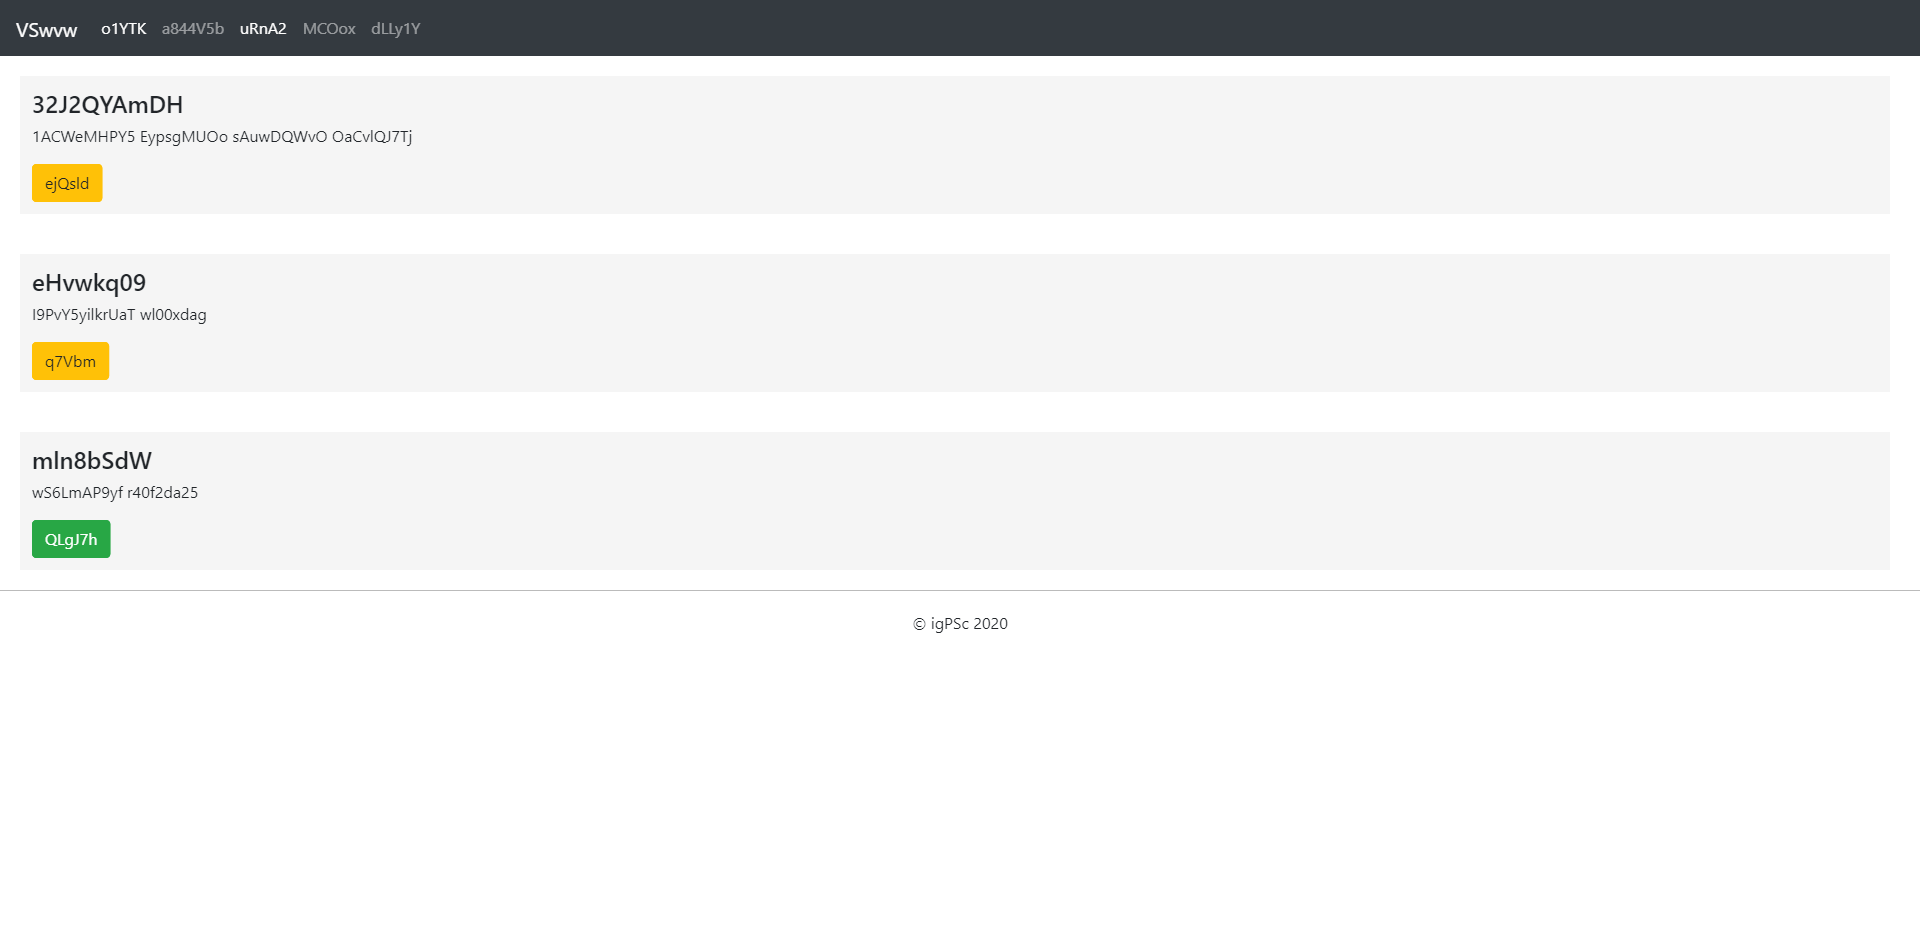 VSwvw o1YTK a844V5b uRnA2 MCOox dLLy1Y
32J2QYAmDH
1ACWeMHPY5 EypsgMUOo sAuwDQWvO OaCvlQJ7Tj
ejQsld
eHvwkq09
I9PvY5yilkrUaT wl00xdag
q7Vbm
mln8bSdW
wS6LmAP9yf r40f2da25
QLgJ7h
© igPSc 2020